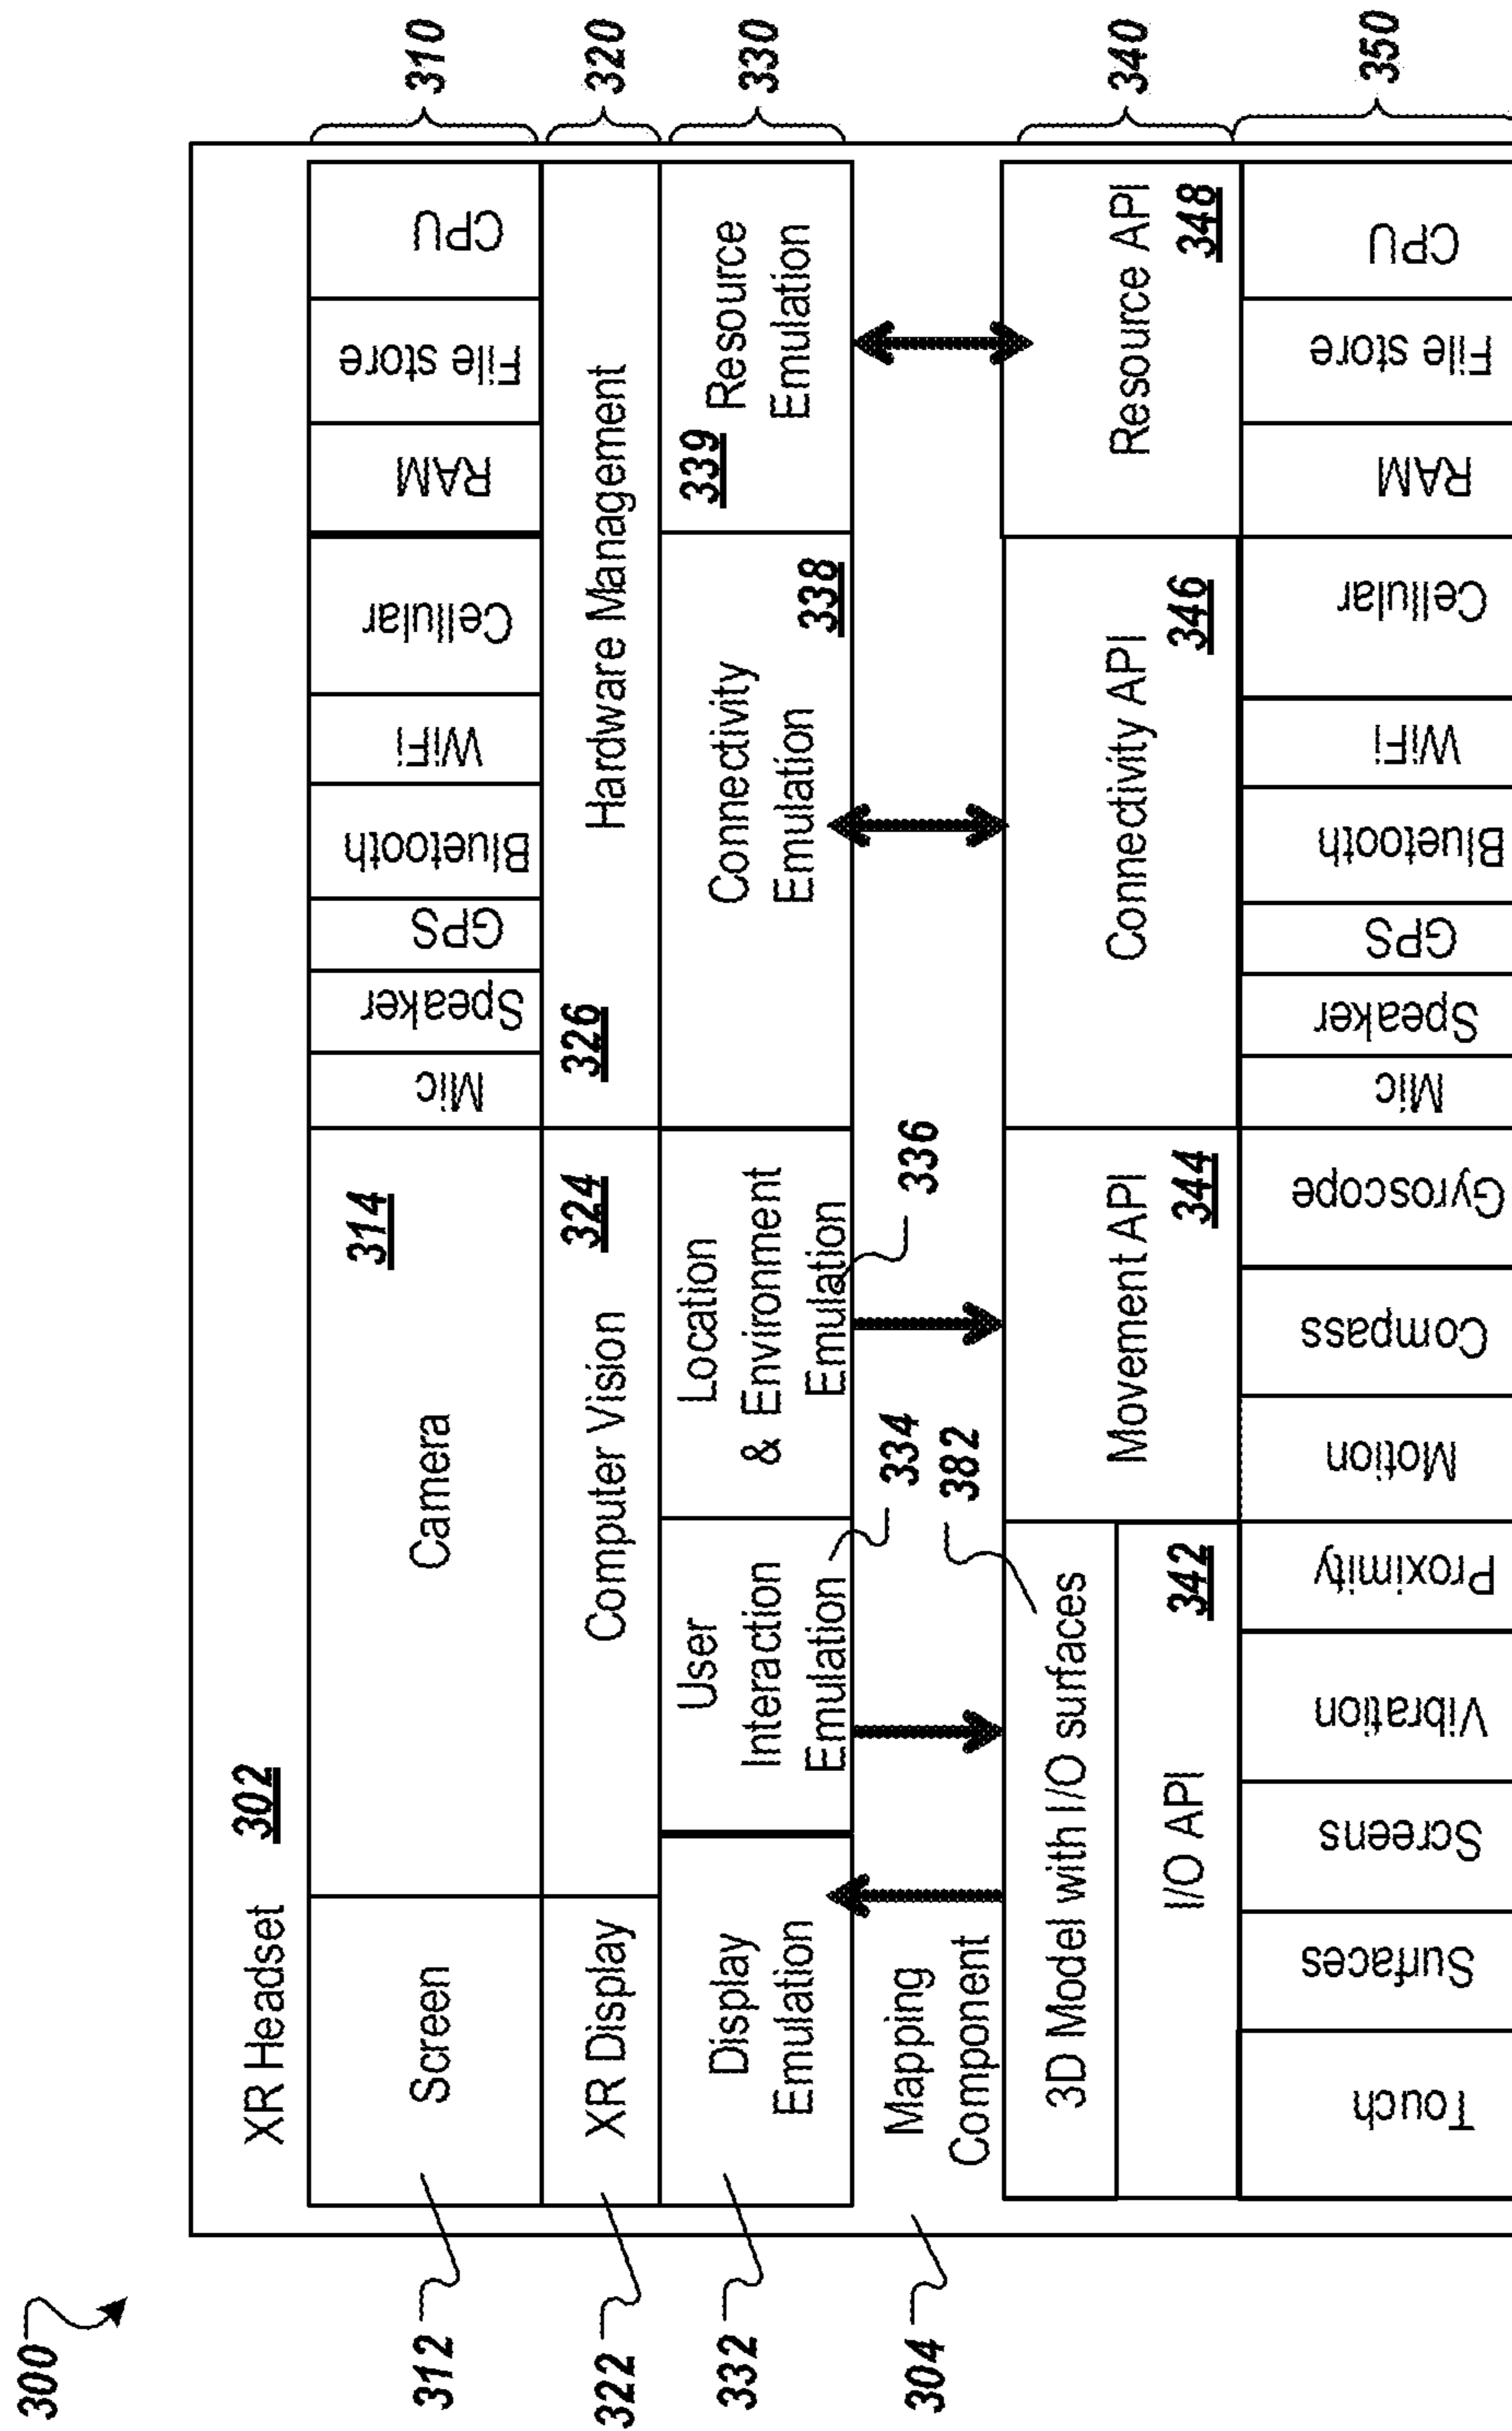 300
XR Headset
302
310
320
330
340
350
312
Screen
Camera
314
Mic
Speaker
GPS
Bluetooth
WiFi
Cellular
RAM
File store
CPU
322
XR Display
Computer Vision
324
326
Hardware Management
332
Display
Emulation
User
Interaction
Emulation
334
Location
& Environment
Emulation
336
Connectivity
Emulation
338
339
Resource
Emulation
304
Mapping
Component
382
3D Model with I/O surfaces
I/O API
342
Movement API
344
Connectivity API
346
Resource API
348
Touch
Surfaces
Screens
Vibration
Proximity
Motion
Compass
Gyroscope
Mic
Speaker
GPS
Bluetooth
WiFi
Cellular
RAM
File store
CPU